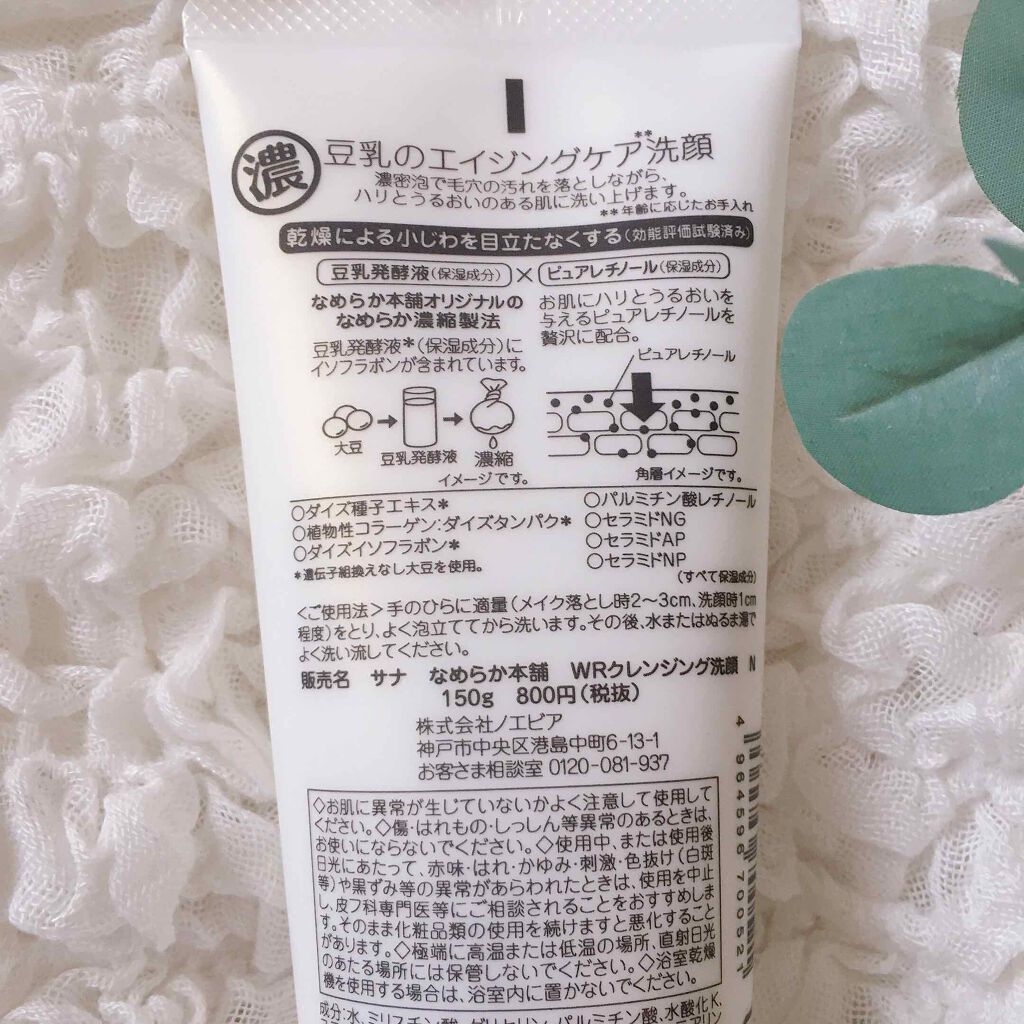 濃
豆乳のエイジングケア**洗顔
濃密泡で毛穴の汚れを落としながら、
ハリとうるおいのある肌に洗い上げます。
**年齢に応じたお手入れ
乾燥による小じわを目立たなくする(効能評価試験済み)
豆乳発酵液(保湿成分)×ピュアレチノール(保湿成分)
なめらか本舗オリジナルの
なめらか濃縮製法
豆乳発酵液*(保湿成分)に
イソフラボンが含まれています。
お肌にハリとうるおいを
与えるピュアレチノールを
贅沢に配合。
ピュアレチノール
大豆
豆乳発酵液
濃縮
イメージです。
角層イメージです。
○ダイズ種子エキス*
○植物性コラーゲン:ダイズタンパク*
○ダイズイソフラボン*
*遺伝子組換えなし大豆を使用。
○パルミチン酸レチノール
○セラミドNG
○セラミドAP
○セラミドNP
(すべて保湿成分)
<ご使用法>手のひらに適量(メイク落とし時2~3cm、洗顔時1cm
程度)をとり、よく泡立ててから洗います。その後、水またはぬるま湯で
よく洗い流してください。
販売名 サナ なめらか本舗 WRクレンジング洗顔 N
150g 800円(税抜)
株式会社ノエビア
神戸市中央区港島中町6-13-1
お客さま相談室 0120-081-937
◇お肌に異常が生じていないかよく注意して使用して
ください。◇傷・はれもの・しっしん等異常のあるときは、
お使いにならないでください。◇使用中、または使用後
日光にあたって、赤味・はれ・かゆみ・刺激・色抜け(白斑
等)や黒ずみ等の異常があらわれたときは、使用を中止
し、皮フ科専門医等にご相談されることをおすすめしま
す。そのまま化粧品類の使用を続けますと悪化すること
があります。◇極端に高温または低温の場所、直射日光
のあたる場所には保管しないでください。◇浴室乾燥
機を使用する場合は、浴室内に置かないでください。
成分:水、ミリスチン酸、グリセリン、パルミチン酸、水酸化K、
4 964596 700521